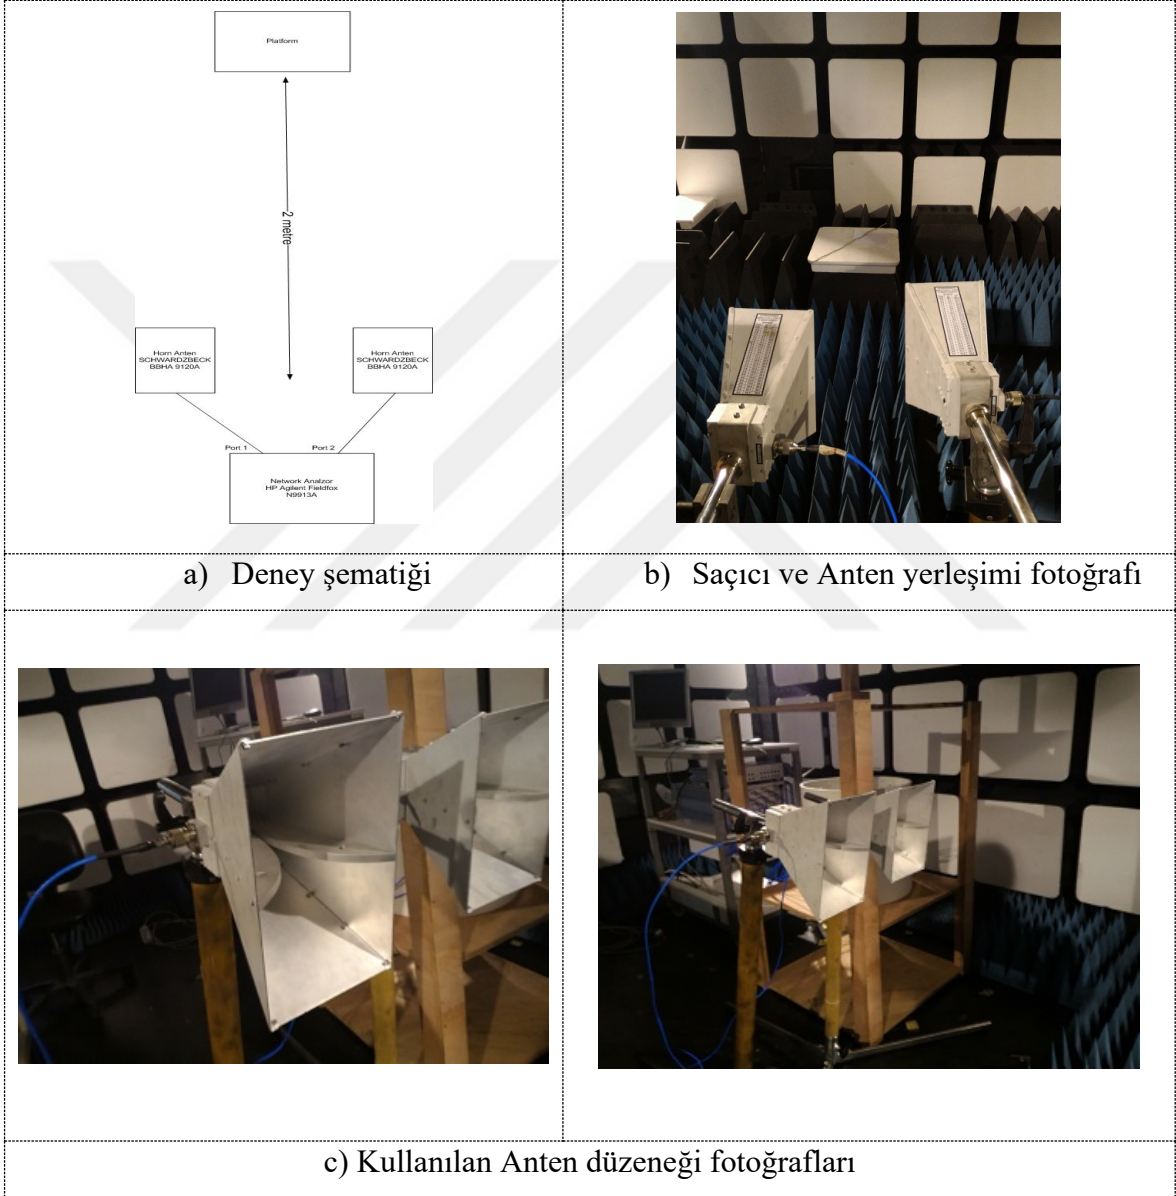 Platform
2 metre
Horn Anten
SCHWARDZBECK
BBHA 9120A
Horn Anten
SCHWARDZBECK
BBHA 9120A
Port 1
Port 2
Network Analzor
HP Agilent Fieldfox
N9913A
a) Deney şematiği
b) Saçıcı ve Anten yerleşimi fotoğrafı
c) Kullanılan Anten düzeneği fotoğrafları